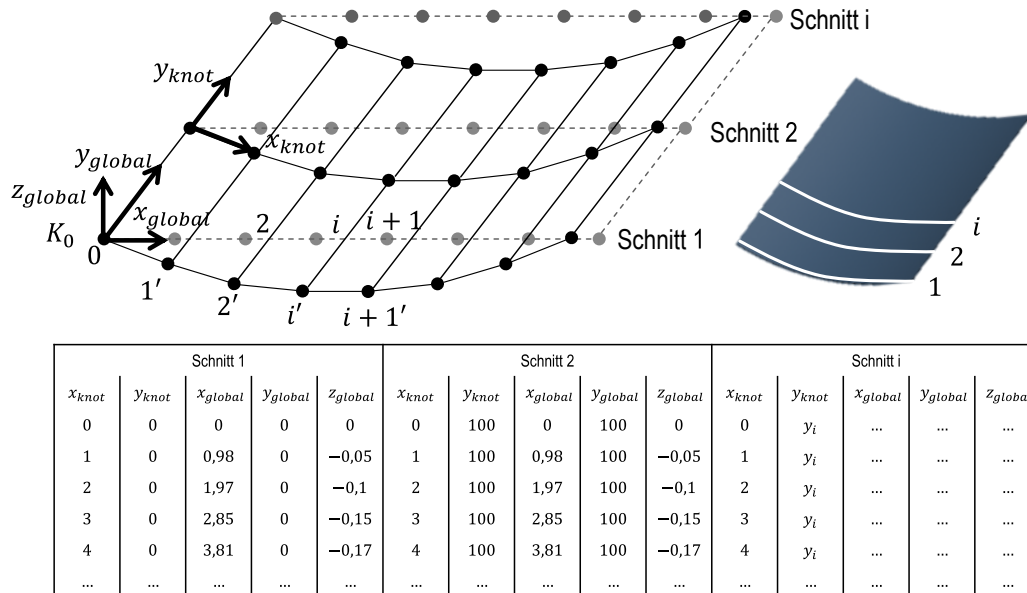 Schnitt i
y_knot
Schnitt 2
x_knot
y_global
z_global
x_global
2 i i + 1
K_0
Schnitt 1
0
1′ 2′ i′ i + 1′
i
2
1
Schnitt 1 Schnitt 2 Schnitt i
x_knot y_knot x_global y_global z_global x_knot y_knot x_global y_global z_global x_knot y_knot x_global y_global z_global
0 0 0 0 0 0 100 0 100 0 0 y_i ... ... ...
1 0 0,98 0 −0,05 1 100 0,98 100 −0,05 1 y_i ... ... ...
2 0 1,97 0 −0,1 2 100 1,97 100 −0,1 2 y_i ... ... ...
3 0 2,85 0 −0,15 3 100 2,85 100 −0,15 3 y_i ... ... ...
4 0 3,81 0 −0,17 4 100 3,81 100 −0,17 4 y_i ... ... ...
... ... ... ... ... ... ... ... ... ... ... ... ... ... ...